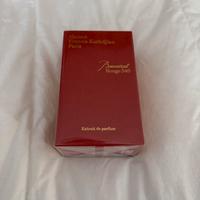 Maison
Francis Kurkdjian
Paris
Baccarat
Rouge 540
Extrait de parfum